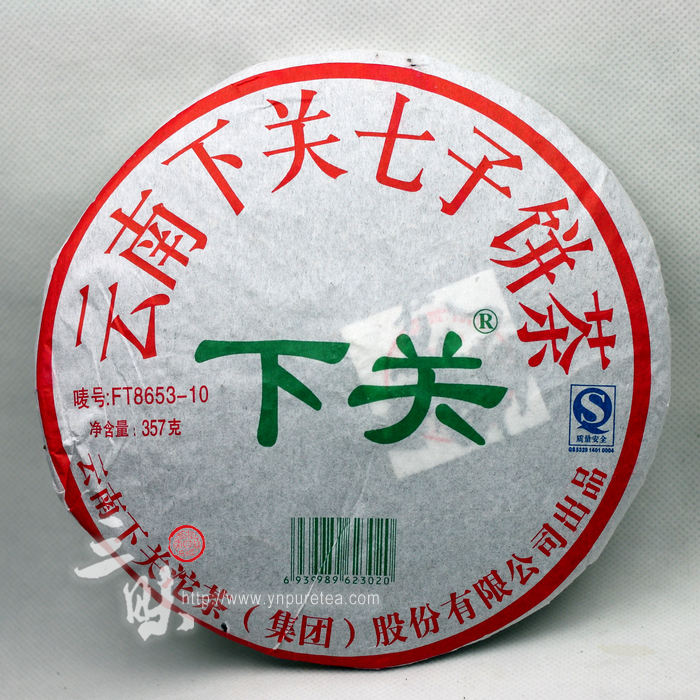 云南下关七子饼茶
下关®
唛号:FT8653-10
净含量: 357克
QS
质量安全
QS5329 1401 0004
6 939989 623020
云南下关沱茶(集团)股份有限公司出品
http://www.ynpuretea.com